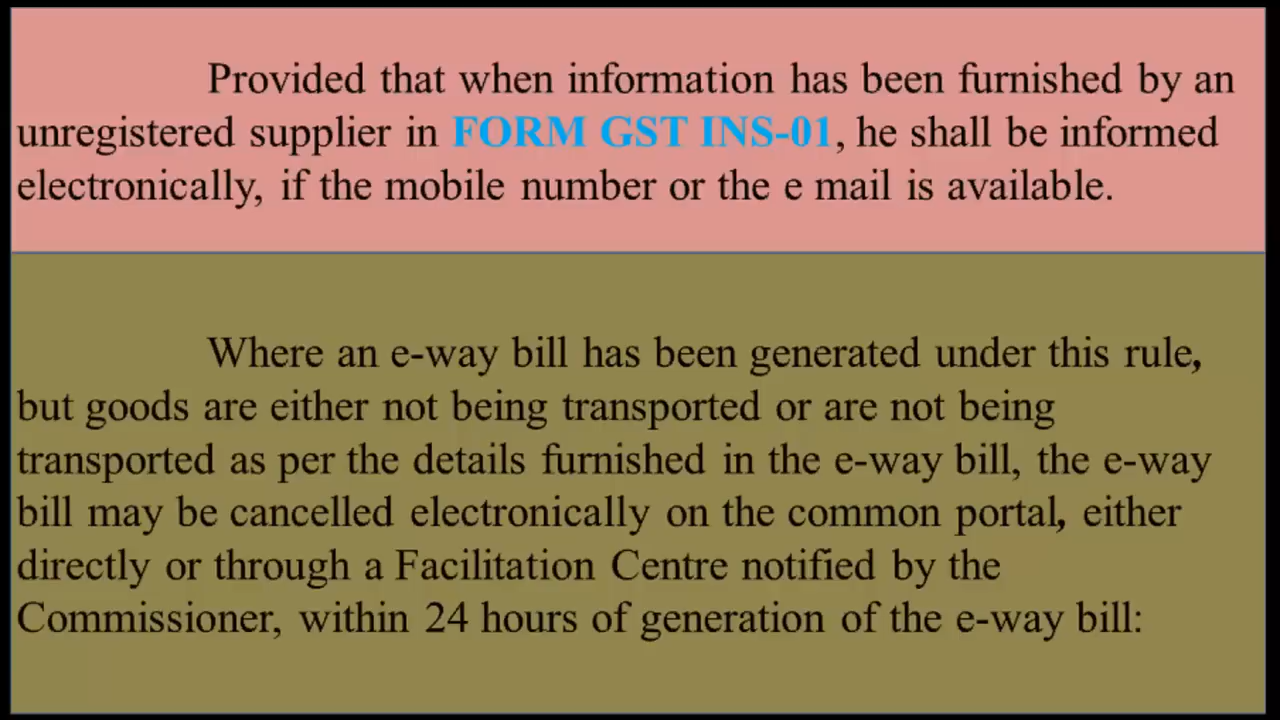 Provided that when information has been furnished by an
unregistered supplier in FORM GST INS-01, he shall be informed
electronically, if the mobile number or the e mail is available.
Where an e-way bill has been generated under this rule,
but goods are either not being transported or are not being
transported as per the details furnished in the e-way bill, the e-way
bill may be cancelled electronically on the common portal, either
directly or through a Facilitation Centre notified by the
Commissioner, within 24 hours of generation of the e-way bill: